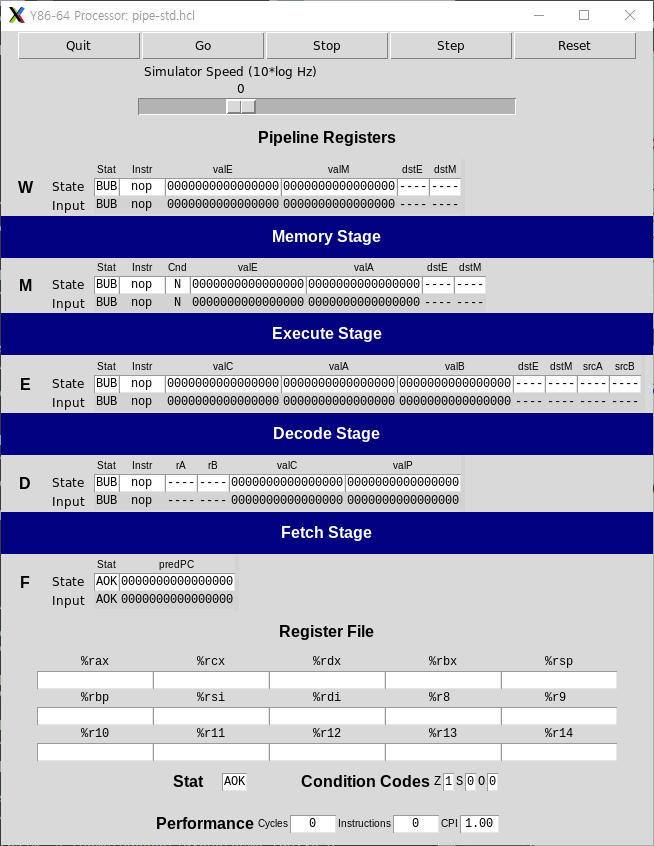 Y86-64 Processor: pipe-std.hcl
Quit Go Stop Step Reset
Simulator Speed (10*log Hz)
0
Pipeline Registers
Stat Instr valE valM dstE dstM
W State BUB nop 0000000000000000 0000000000000000 ---- ----
Input BUB nop 0000000000000000 0000000000000000 ---- ----
Memory Stage
Stat Instr Cnd valE valA dstE dstM
M State BUB nop N 0000000000000000 0000000000000000 ---- ----
Input BUB nop N 0000000000000000 0000000000000000 ---- ----
Execute Stage
Stat Instr valC valA valB dstE dstM srcA srcB
E State BUB nop 0000000000000000 0000000000000000 0000000000000000 ---- ---- ---- ----
Input BUB nop 0000000000000000 0000000000000000 0000000000000000 ---- ---- ---- ----
Decode Stage
Stat Instr rA rB valC valP
D State BUB nop ---- ---- 0000000000000000 0000000000000000
Input BUB nop ---- ---- 0000000000000000 0000000000000000
Fetch Stage
Stat predPC
F State AOK 0000000000000000
Input AOK 0000000000000000
Register File
%rax %rcx %rdx %rbx %rsp
%rbp %rsi %rdi %r8 %r9
%r10 %r11 %r12 %r13 %r14
Stat AOK Condition Codes Z 1 S 0 O 0
Performance Cycles 0 Instructions 0 CPI 1.00